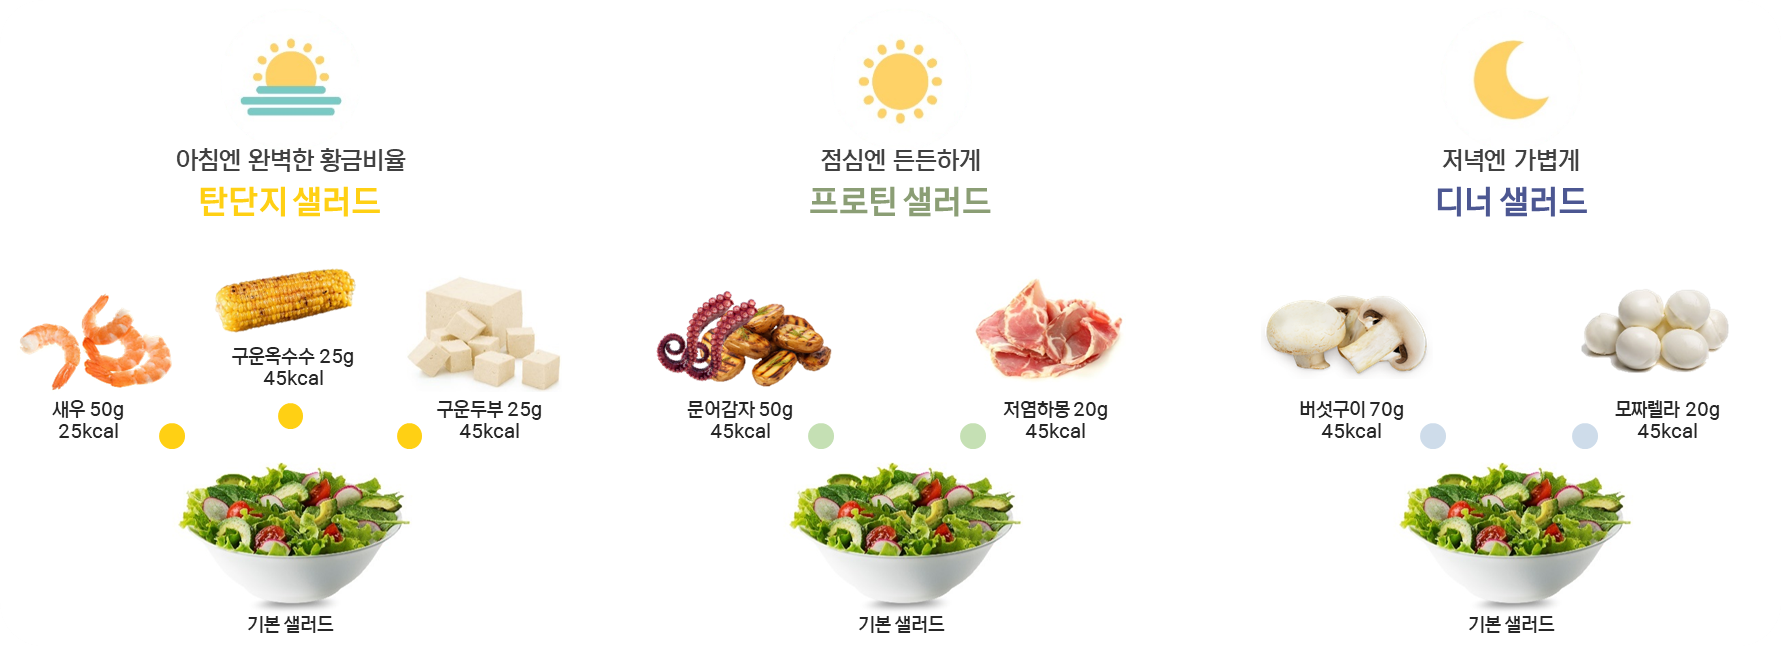 아침엔 완벽한 황금비율
탄단지 샐러드
새우 50g
25kcal
구운옥수수 25g
45kcal
구운두부 25g
45kcal
기본 샐러드
점심엔 든든하게
프로틴 샐러드
문어감자 50g
45kcal
저염하몽 20g
45kcal
기본 샐러드
저녁엔 가볍게
디너 샐러드
버섯구이 70g
45kcal
모짜렐라 20g
45kcal
기본 샐러드